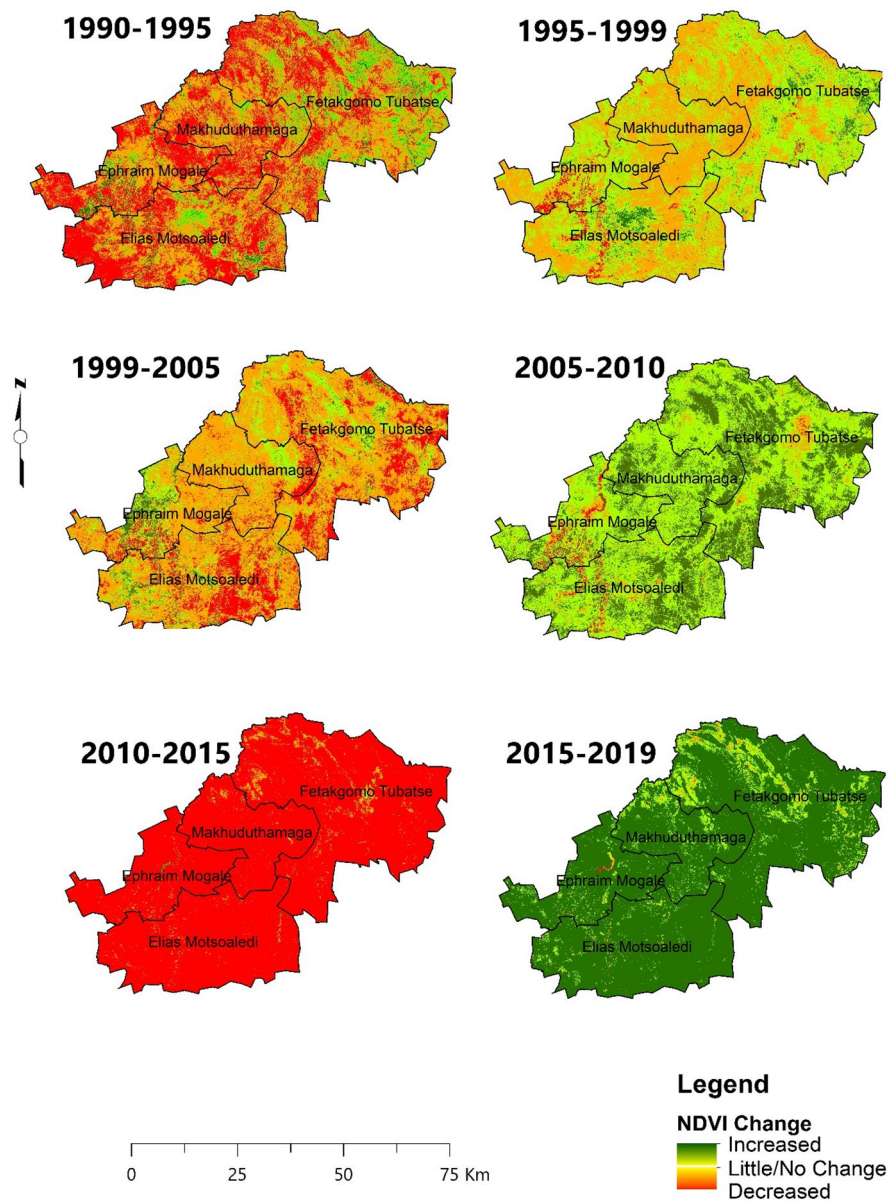 1990-1995
Fetakgomo Tubatse
Makhuduthamaga
Ephraim Mogale
Elias Motsoaledi
1995-1999
Fetakgomo Tubatse
Makhuduthamaga
Ephraim Mogale
Elias Motsoaledi
1999-2005
Fetakgomo Tubatse
Makhuduthamaga
Ephraim Mogale
Elias Motsoaledi
2005-2010
Fetakgomo Tubatse
Makhuduthamaga
Ephraim Mogale
Elias Motsoaledi
N
2010-2015
Fetakgomo Tubatse
Makhuduthamaga
Ephraim Mogale
Elias Motsoaledi
2015-2019
Fetakgomo Tubatse
Makhuduthamaga
Ephraim Mogale
Elias Motsoaledi
Legend
NDVI Change
Increased
Little/No Change
Decreased
0 25 50 75 Km